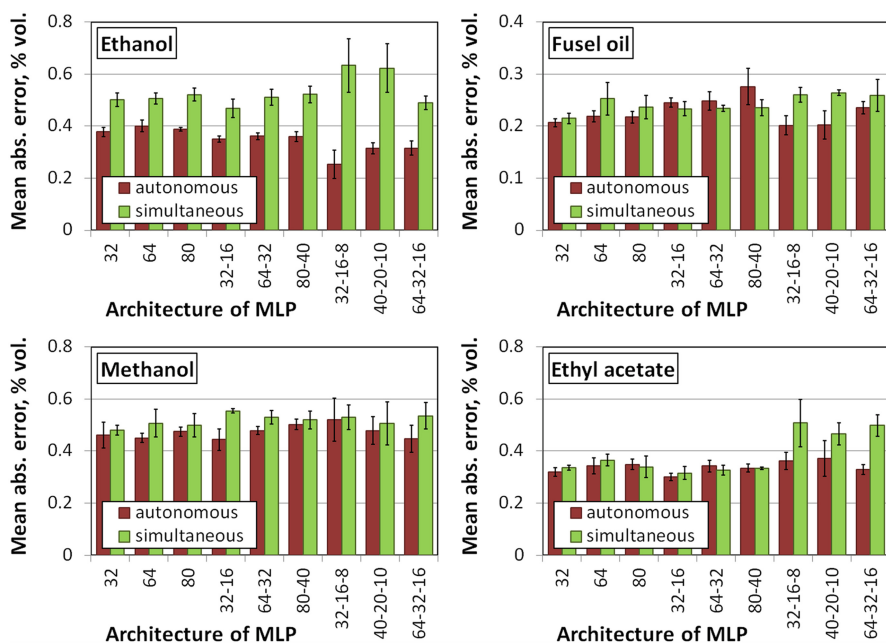 Ethanol
Mean abs. error, % vol.
0.8
0.6
0.4
0.2
0
autonomous
simultaneous
32
64
80
32-16
64-32
80-40
32-16-8
40-20-10
64-32-16
Architecture of MLP
Fusel oil
Mean abs. error, % vol.
0.4
0.3
0.2
0.1
0
autonomous
simultaneous
32
64
80
32-16
64-32
80-40
32-16-8
40-20-10
64-32-16
Architecture of MLP
Methanol
Mean abs. error, % vol.
0.8
0.6
0.4
0.2
0
autonomous
simultaneous
32
64
80
32-16
64-32
80-40
32-16-8
40-20-10
64-32-16
Architecture of MLP
Ethyl acetate
Mean abs. error, % vol.
0.8
0.6
0.4
0.2
0
autonomous
simultaneous
32
64
80
32-16
64-32
80-40
32-16-8
40-20-10
64-32-16
Architecture of MLP